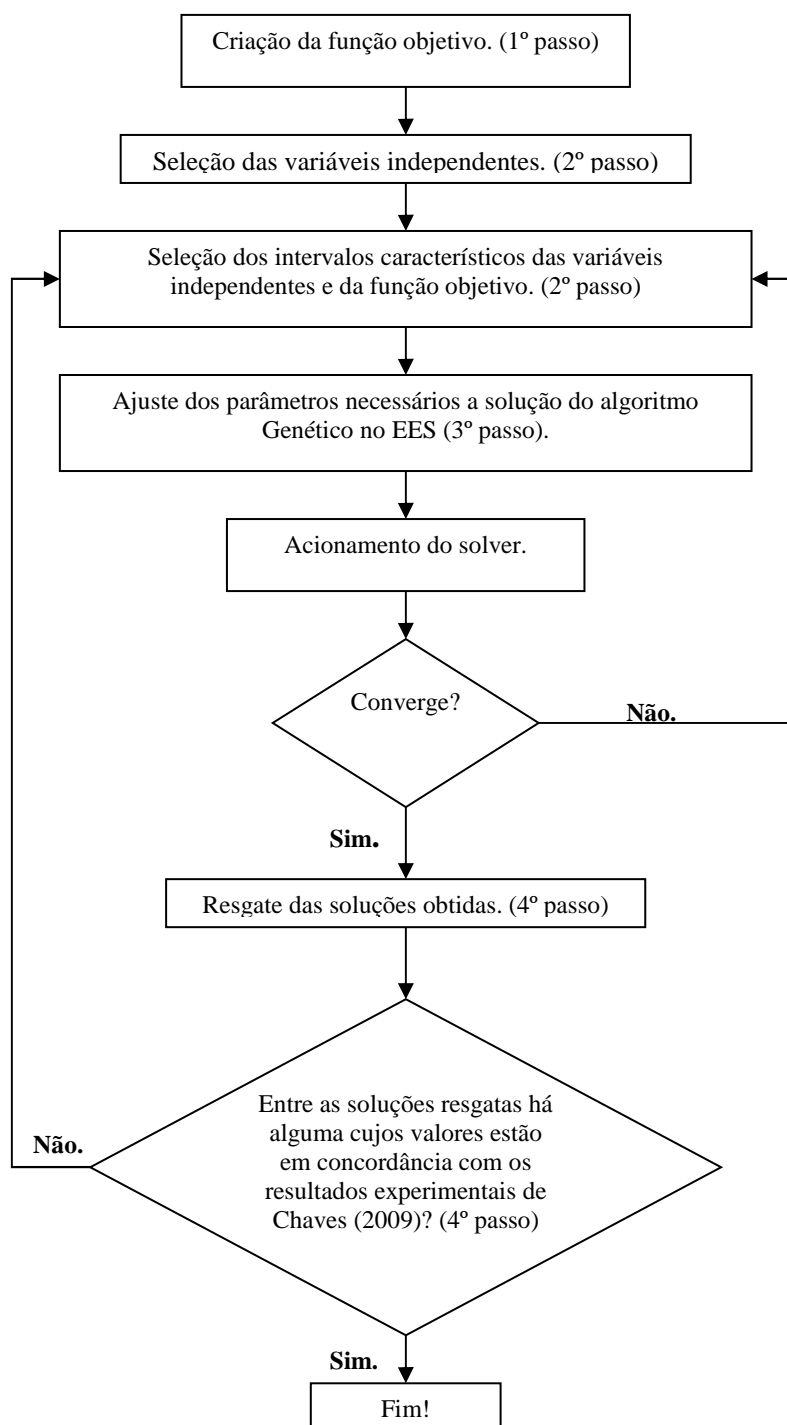 Criação da função objetivo. (1º passo)
Seleção das variáveis independentes. (2º passo)
Seleção dos intervalos característicos das variáveis
independentes e da função objetivo. (2º passo)
Ajuste dos parâmetros necessários a solução do algoritmo
Genético no EES (3º passo).
Acionamento do solver.
Converge?
Não.
Sim.
Resgate das soluções obtidas. (4º passo)
Entre as soluções resgatas há
alguma cujos valores estão
em concordância com os
resultados experimentais de
Chaves (2009)? (4º passo)
Não.
Sim.
Fim!